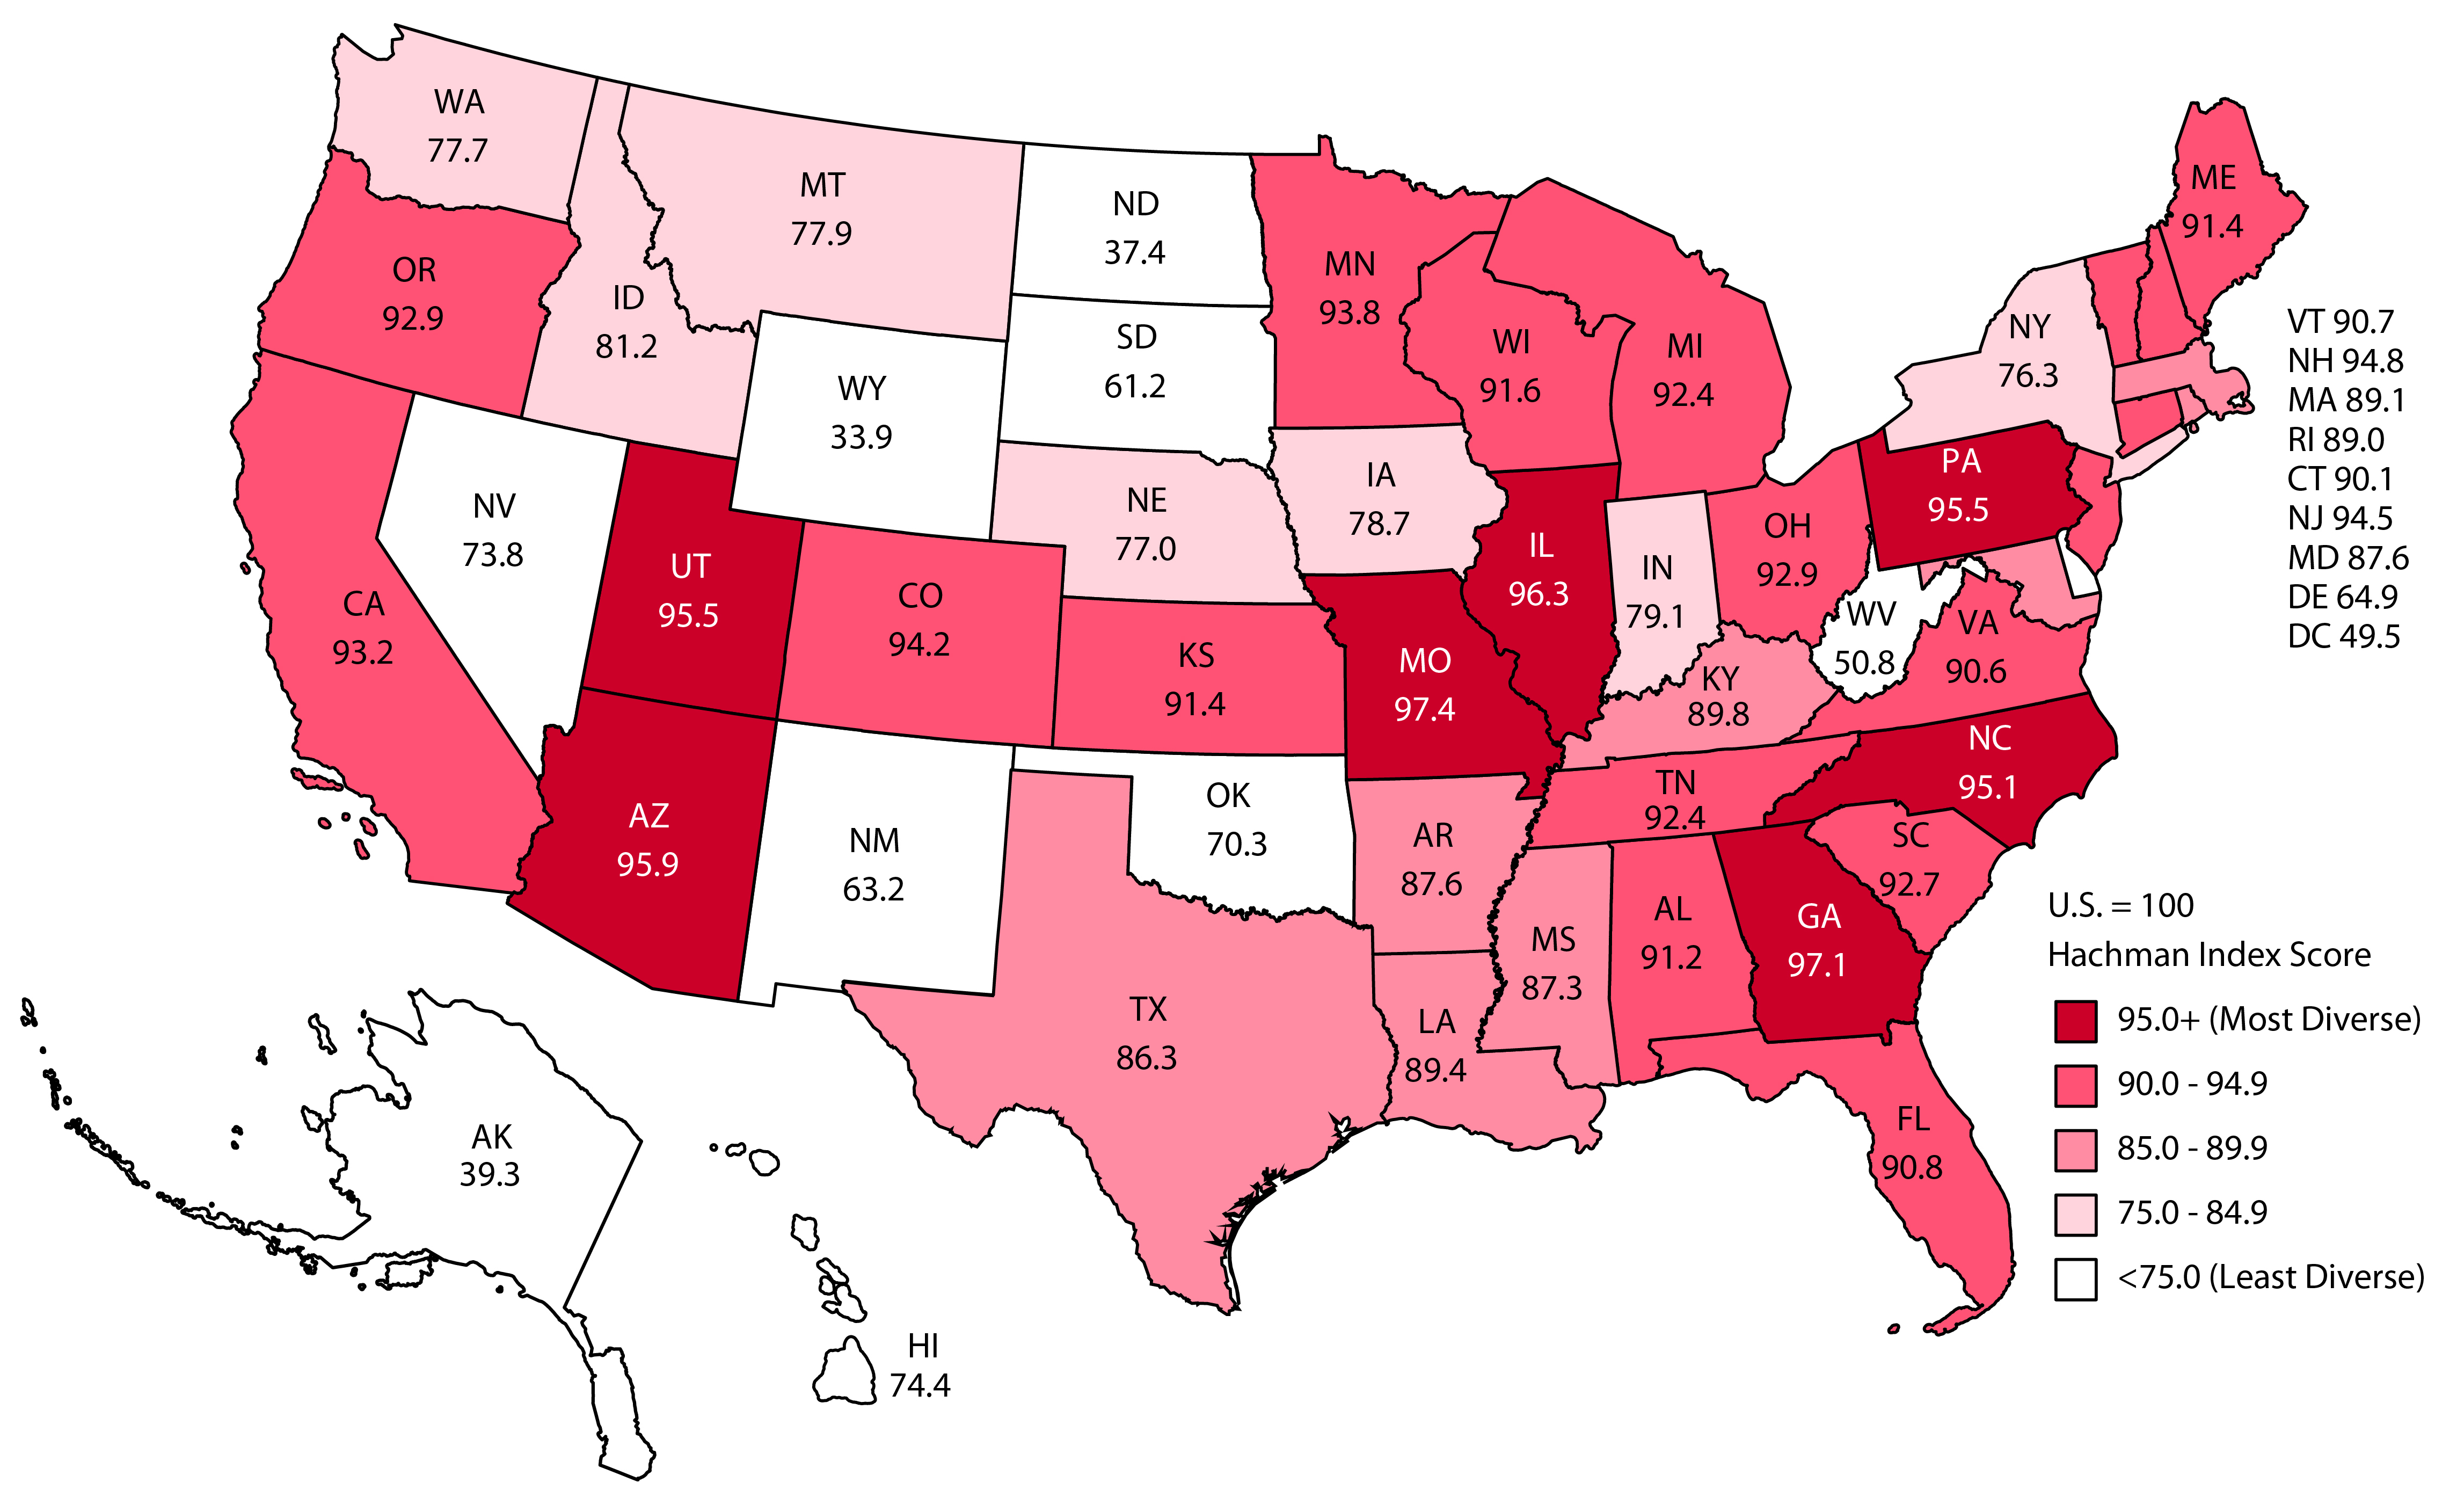 WA
77.7
MT
77.9
ND
37.4
OR
92.9
ID
81.2
MN
93.8
ME
91.4
SD
61.2
WY
33.9
WI
91.6
MI
92.4
NY
76.3
VT 90.7
NH 94.8
MA 89.1
RI 89.0
CT 90.1
NJ 94.5
MD 87.6
DE 64.9
DC 49.5
NV
73.8
NE
77.0
IA
78.7
PA
95.5
UT
95.5
CO
94.2
IL
96.3
IN
79.1
OH
92.9
CA
93.2
KS
91.4
MO
97.4
KY
89.8
WV
50.8
VA
90.6
AZ
95.9
NM
63.2
OK
70.3
AR
87.6
TN
92.4
NC
95.1
SC
92.7
TX
86.3
LA
89.4
MS
87.3
AL
91.2
GA
97.1
FL
90.8
AK
39.3
HI
74.4
U.S. = 100
Hachman Index Score
95.0+ (Most Diverse)
90.0 - 94.9
85.0 - 89.9
75.0 - 84.9
<75.0 (Least Diverse)